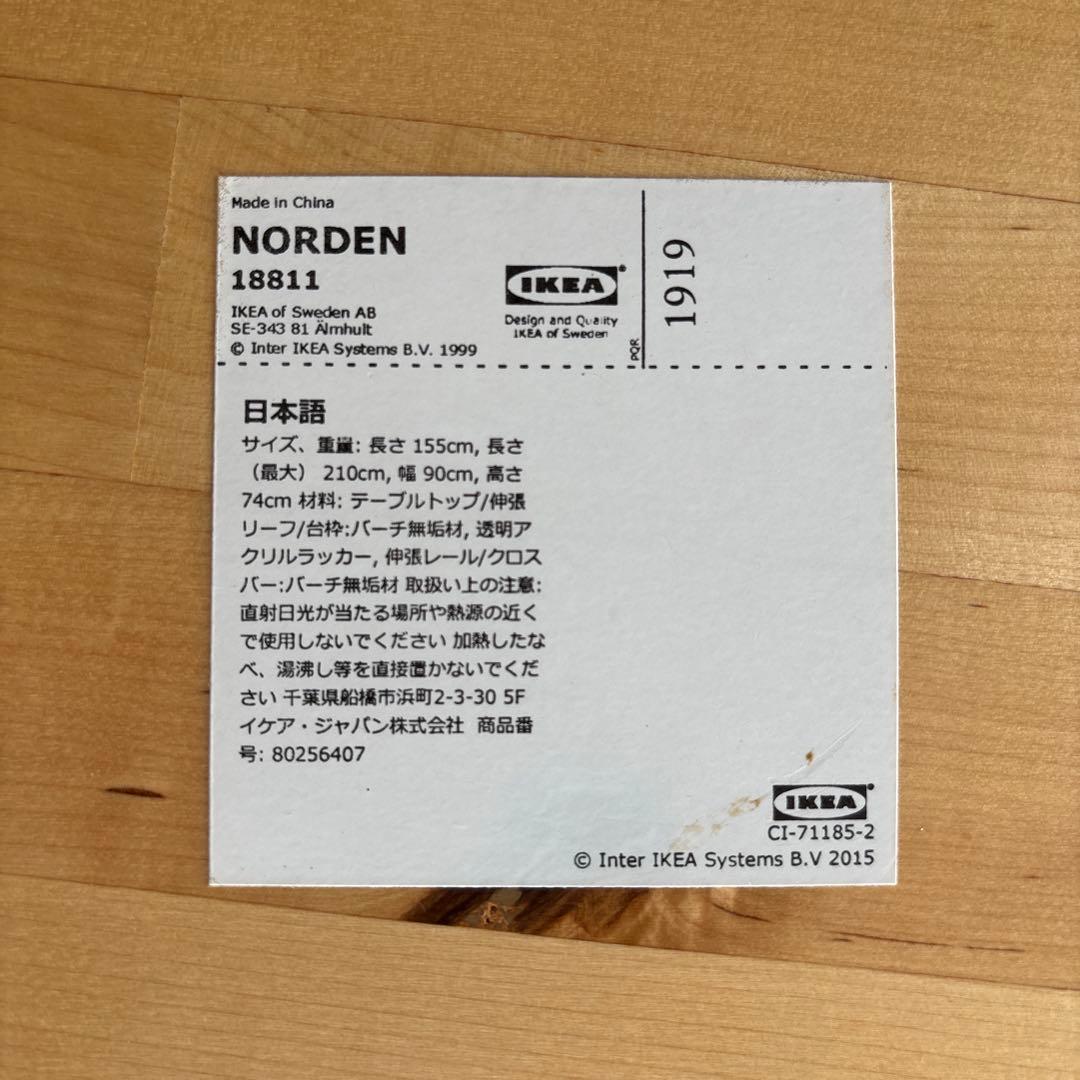 Made in China
NORDEN
18811
IKEA of Sweden AB
SE-343 81 Älmhult
© Inter IKEA Systems B.V. 1999
IKEA
Design and Quality
IKEA of Sweden
PQR
1919
日本語
サイズ、重量: 長さ 155cm, 長さ
（最大） 210cm, 幅 90cm, 高さ
74cm 材料: テーブルトップ/伸張
リーフ/台枠:バーチ無垢材, 透明ア
クリルラッカー, 伸張レール/クロス
バー:バーチ無垢材 取扱い上の注意:
直射日光が当たる場所や熱源の近く
で使用しないでください 加熱したな
べ、湯沸し等を直接置かないでくだ
さい 千葉県船橋市浜町2-3-30 5F
イケア・ジャパン株式会社 商品番
号: 80256407
IKEA
CI-71185-2
© Inter IKEA Systems B.V 2015